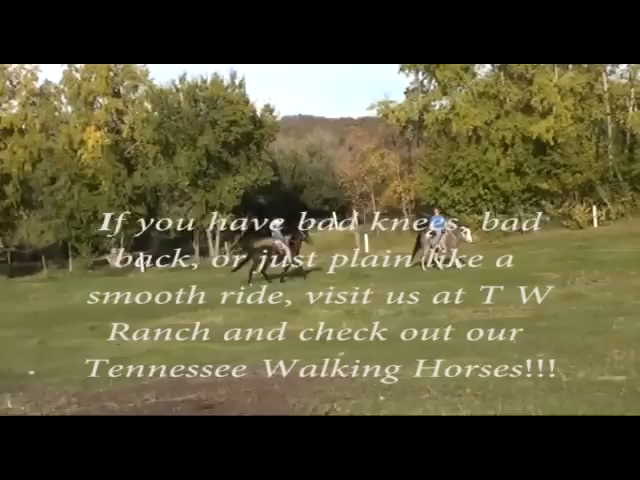 If you have bad knees, bad
back, or just plain like a
smooth ride, visit us at T W
Ranch and check out our
Tennessee Walking Horses!!!